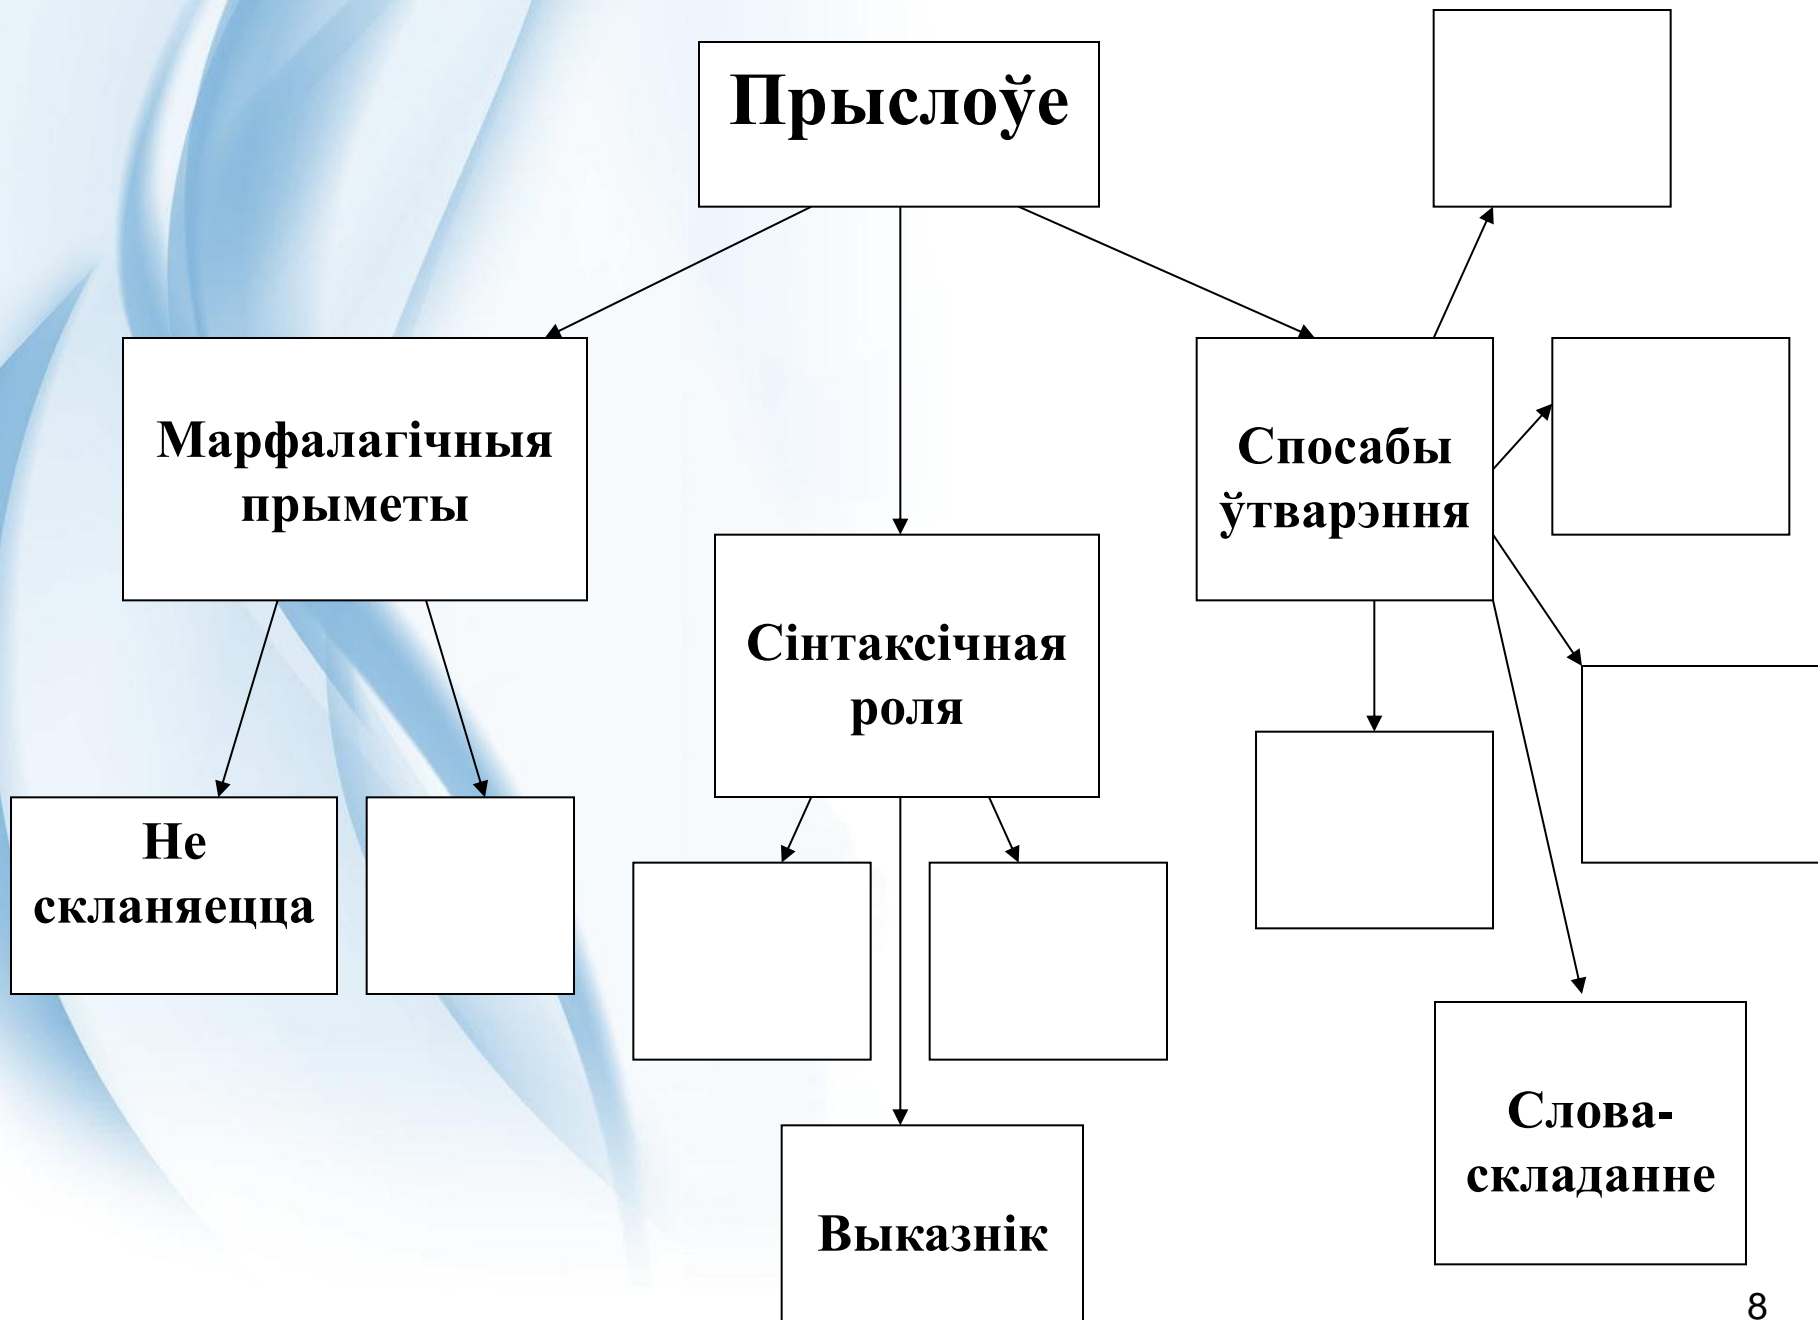 Прыслоўе
Марфалагічныя
прыметы
Спосабы
ўтварэння
Сінтаксічная
роля
Не
скланяецца
Слова-
складанне
Выказнік
8